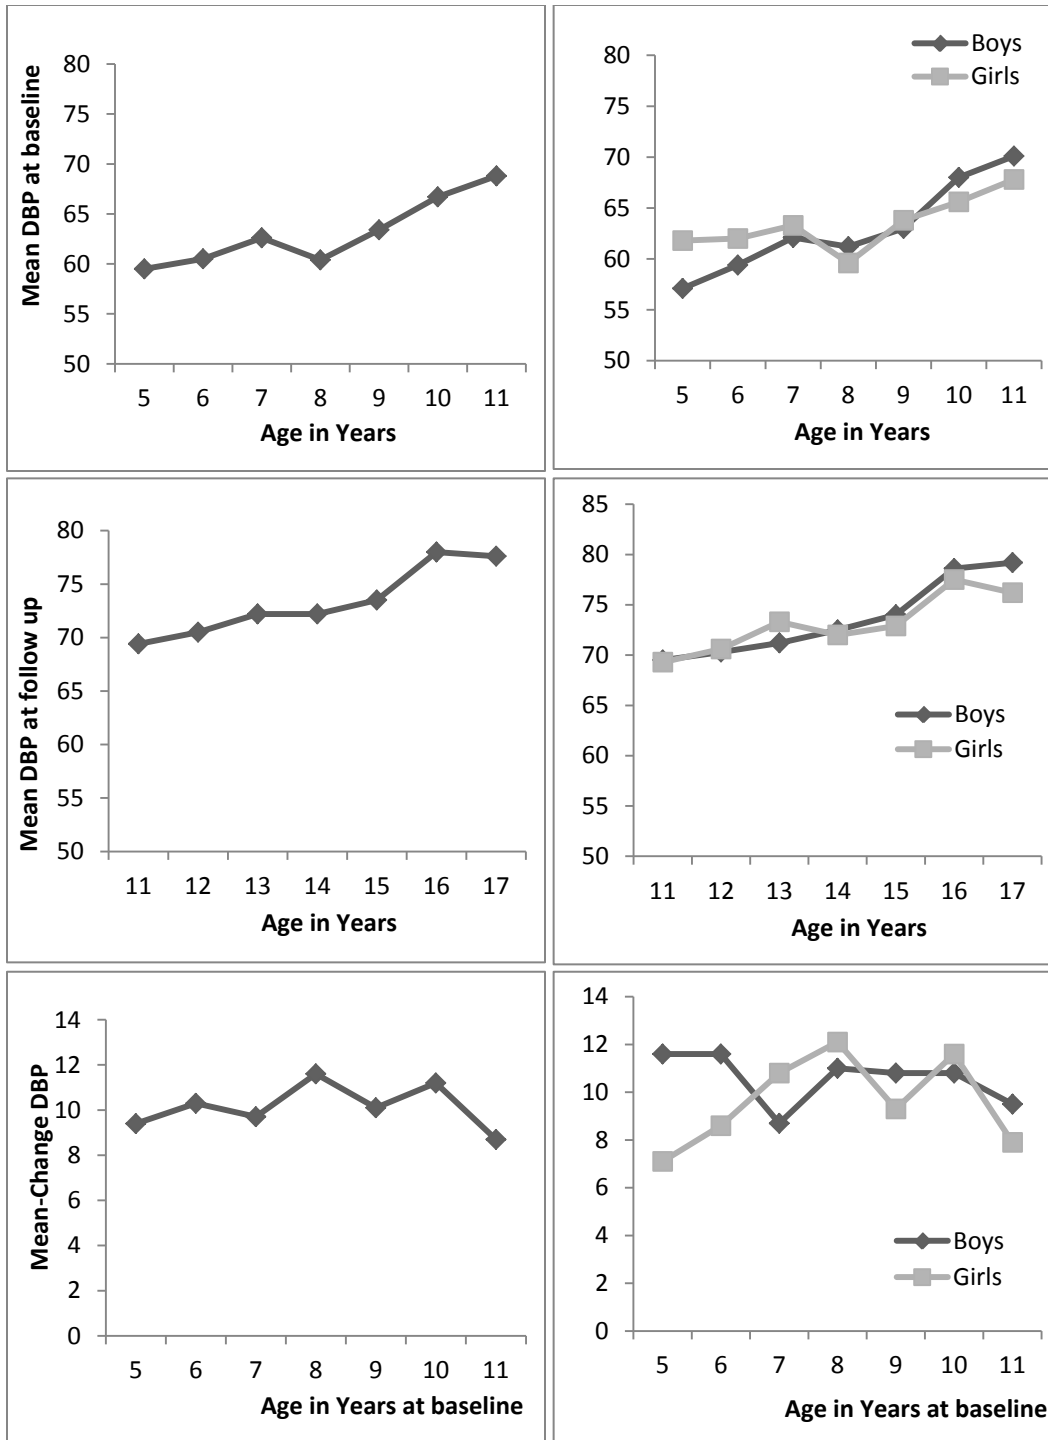 Mean DBP at baseline
80
75
70
65
60
55
50
5 6 7 8 9 10 11
Age in Years
Boys
Girls
80
75
70
65
60
55
50
5 6 7 8 9 10 11
Age in Years
Mean DBP at follow up
80
75
70
65
60
55
50
11 12 13 14 15 16 17
Age in Years
85
80
75
70
65
60
55
50
Boys
Girls
11 12 13 14 15 16 17
Age in Years
Mean-Change DBP
14
12
10
8
6
4
2
0
5 6 7 8 9 10 11
Age in Years at baseline
14
12
10
8
6
4
2
0
Boys
Girls
5 6 7 8 9 10 11
Age in Years at baseline